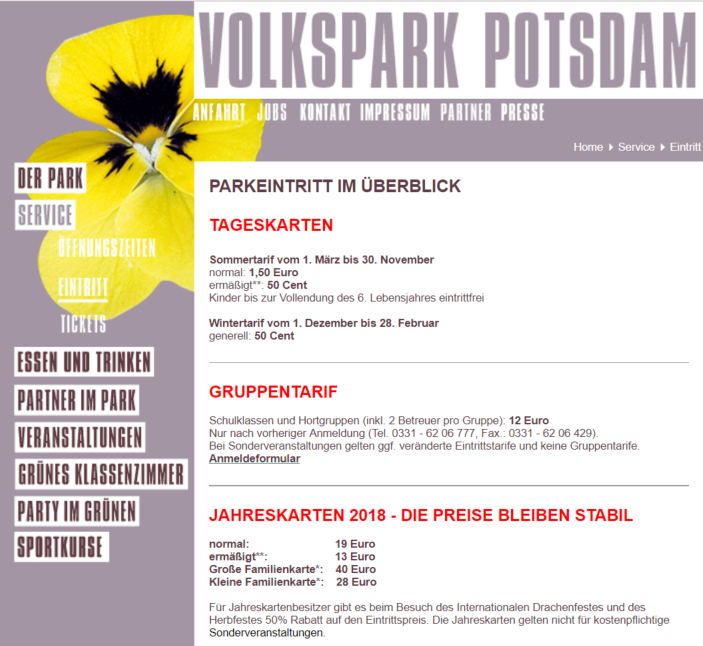 VOLKSPARK POTSDAM
ANFAHRT JOBS KONTAKT IMPRESSUM PARTNER PRESSE
Home Service Eintritt
DER PARK
SERVICE
ÖFFNUNGSZEITEN
EINTRITT
TICKETS
ESSEN UND TRINKEN
PARTNER IM PARK
VERANSTALTUNGEN
GRÜNES KLASSENZIMMER
PARTY IM GRÜNEN
SPORTKURSE
PARKEINTRITT IM ÜBERBLICK
TAGESKARTEN
Sommertarif vom 1. März bis 30. November
normal: 1,50 Euro
ermäßigt**: 50 Cent
Kinder bis zur Vollendung des 6. Lebensjahres eintrittfrei
Wintertarif vom 1. Dezember bis 28. Februar
generell: 50 Cent
GRUPPENTARIF
Schulklassen und Hortgruppen (inkl. 2 Betreuer pro Gruppe): 12 Euro
Nur nach vorheriger Anmeldung (Tel. 0331 - 62 06 777, Fax.: 0331 - 62 06 429).
Bei Sonderveranstaltungen gelten ggf. veränderte Eintrittstarife und keine Gruppentarife.
Anmeldeformular
JAHRESKARTEN 2018 - DIE PREISE BLEIBEN STABIL
normal: 19 Euro
ermäßigt**: 13 Euro
Große Familienkarte*: 40 Euro
Kleine Familienkarte*: 28 Euro
Für Jahreskartenbesitzer gibt es beim Besuch des Internationalen Drachenfestes und des
Herbfestes 50% Rabatt auf den Eintrittspreis. Die Jahreskarten gelten nicht für kostenpflichtige
Sonderveranstaltungen.